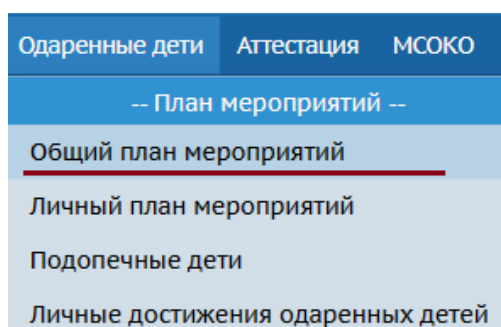 Одаренные дети Аттестация МСОКО
-- План мероприятий --
Общий план мероприятий
Личный план мероприятий
Подопечные дети
Личные достижения одаренных детей